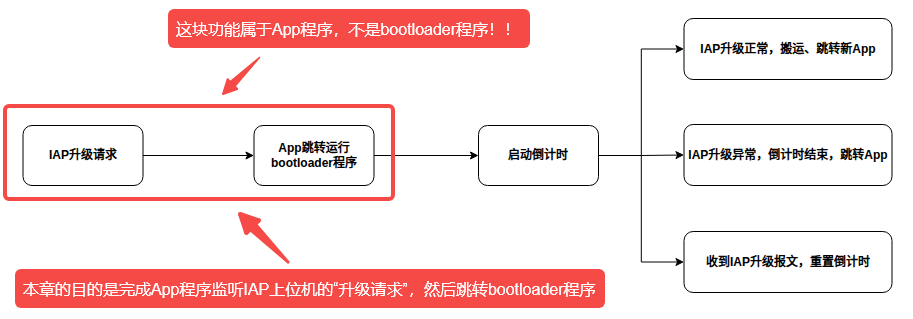 这块功能属于App程序，不是bootloader程序！！
IAP升级请求
App跳转运行
bootloader程序
启动倒计时
IAP升级正常，搬运、跳转新App
IAP升级异常，倒计时结束，跳转App
收到IAP升级报文，重置倒计时
本章的目的是完成App程序监听IAP上位机的“升级请求”，然后跳转bootloader程序